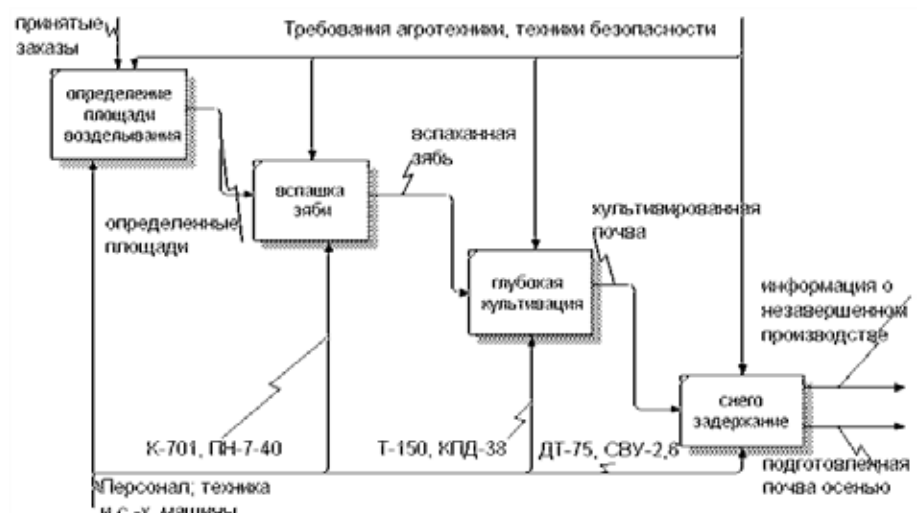 принятые
заказы
Требования агротехники, техники безопасности
определение
площади
возделывания
вспаханная
зябь
вспашка
зяби
определенные
площади
культивированная
почва
глубокая
культивация
информация о
незавершенном
производстве
снего
задержание
К-701, ПН-7-40
Т-150, КПД-38
ДТ-75, СВУ-2,6
подготовленная
почва осенью
Персонал; техника
и с.-х. машины